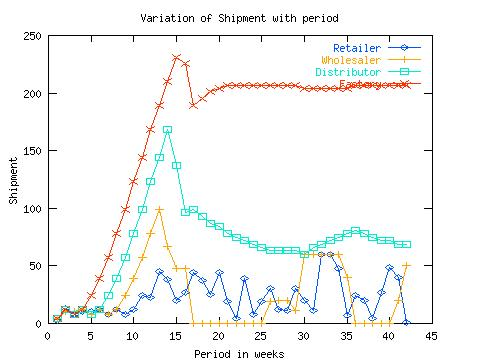 Variation of Shipment with period
250
200
150
100
50
0
Shipment
Retailer
Wholesaler
Distributor
Factory
0 5 10 15 20 25 30 35 40 45
Period in weeks